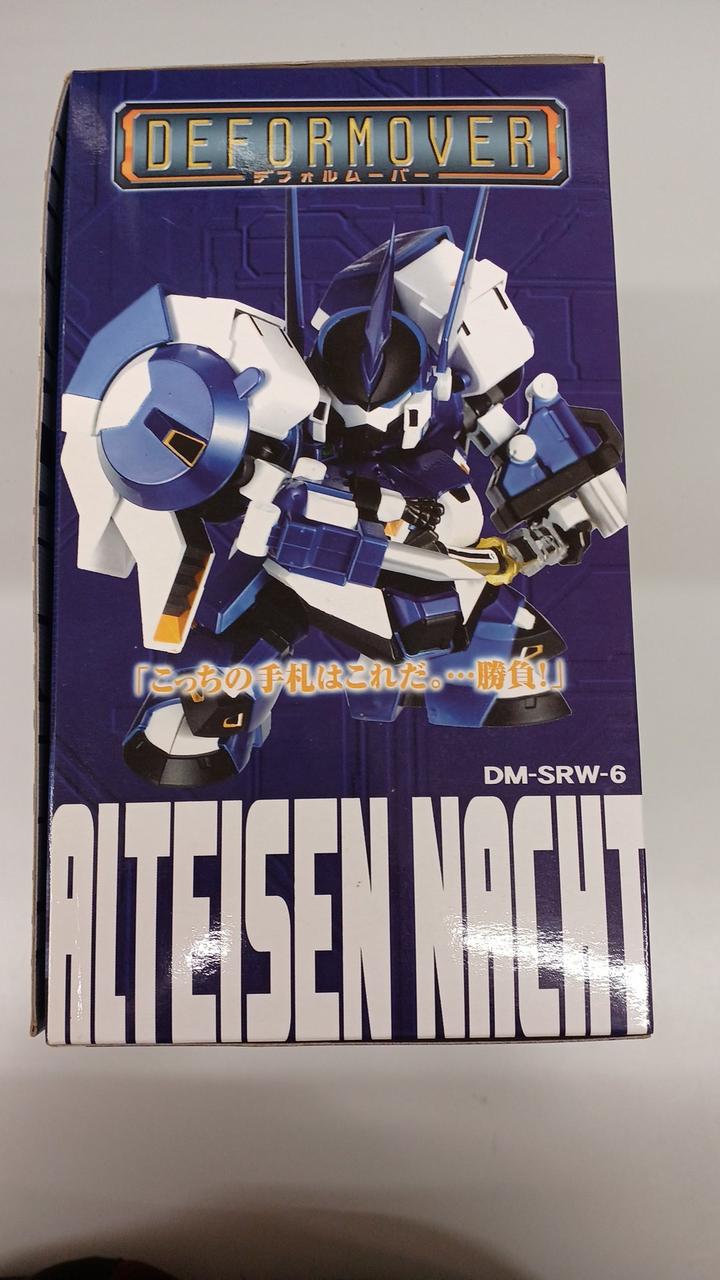 DEFORMOVER
デフォルムーバー
「こっちの手札はこれだ。…勝負！」
DM-SRW-6
ALTEISEN NACHT